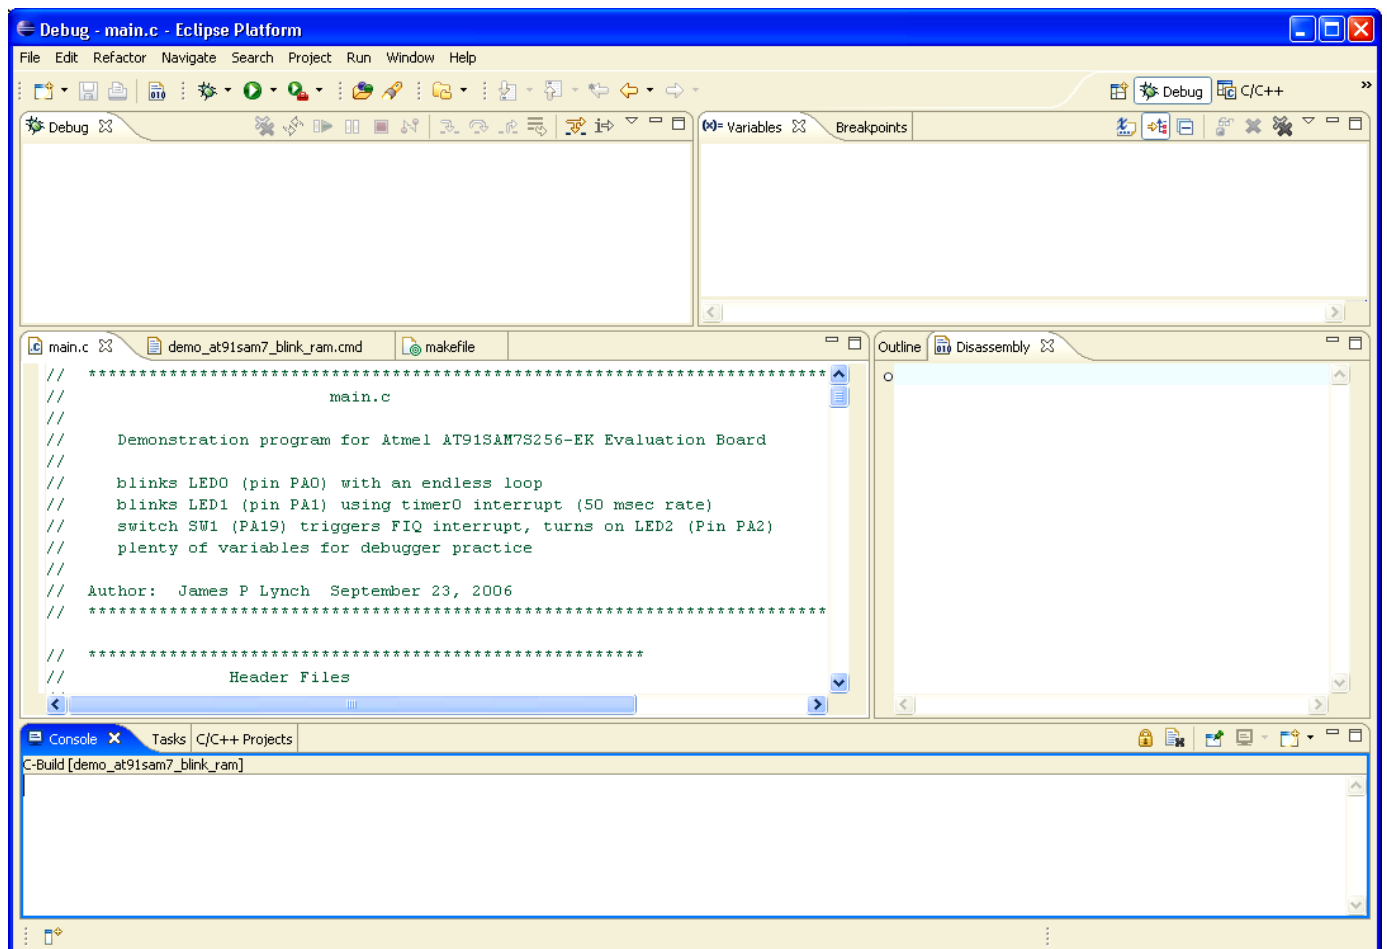 Debug - main.c - Eclipse Platform
File Edit Refactor Navigate Search Project Run Window Help
Debug C/C++ »
Debug
(x)= Variables Breakpoints
main.c demo_at91sam7_blink_ram.cmd makefile
Outline Disassembly
// *************************************************************************
// main.c
//
// Demonstration program for Atmel AT91SAM7S256-EK Evaluation Board
//
// blinks LED0 (pin PA0) with an endless loop
// blinks LED1 (pin PA1) using timer0 interrupt (50 msec rate)
// switch SW1 (PA19) triggers FIQ interrupt, turns on LED2 (Pin PA2)
// plenty of variables for debugger practice
//
// Author: James P Lynch September 23, 2006
// *************************************************************************
// *******************************************************
// Header Files
Console Tasks C/C++ Projects
C-Build [demo_at91sam7_blink_ram]